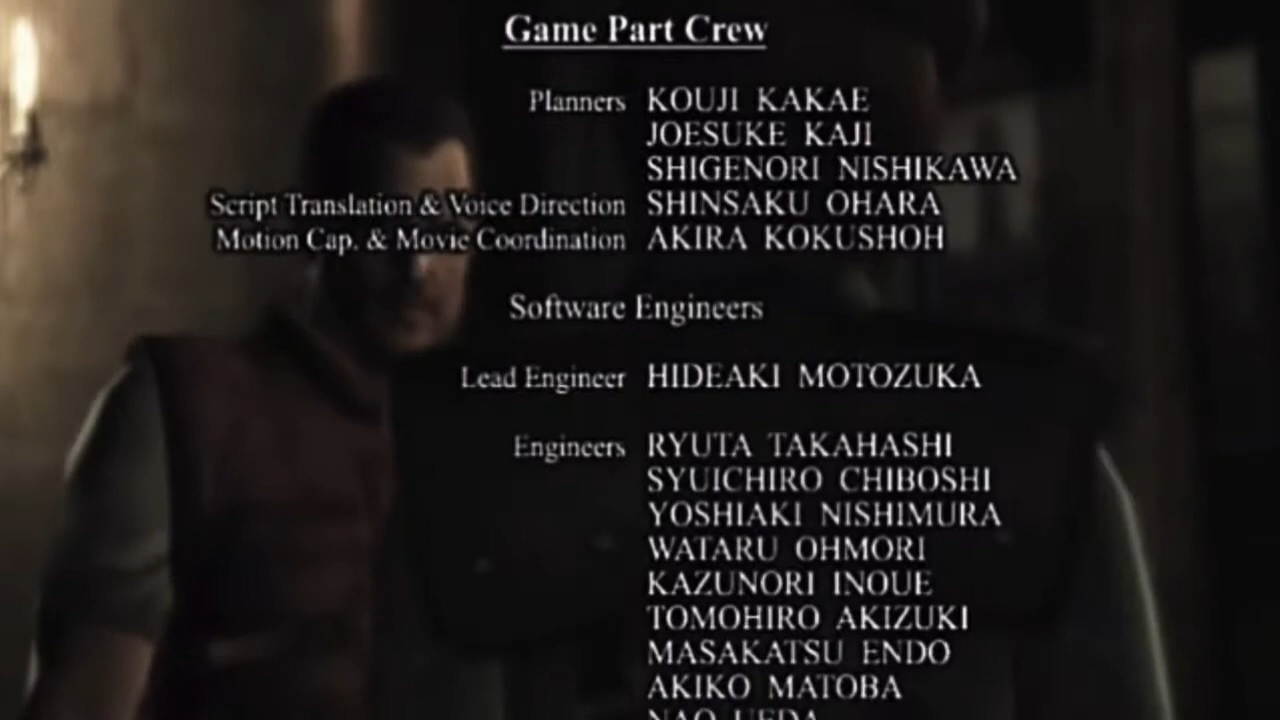 Game Part Crew
Planners KOUJI KAKAE
JOESUKE KAJI
SHIGENORI NISHIKAWA
Script Translation & Voice Direction SHINSAKU OHARA
Motion Cap. & Movie Coordination AKIRA KOKUSHOH
Software Engineers
Lead Engineer HIDEAKI MOTOZUKA
Engineers RYUTA TAKAHASHI
SYUICHIRO CHIBOSHI
YOSHIAKI NISHIMURA
WATARU OHMORI
KAZUNORI INOUE
TOMOHIRO AKIZUKI
MASAKATSU ENDO
AKIKO MATOBA
NAO UEDA